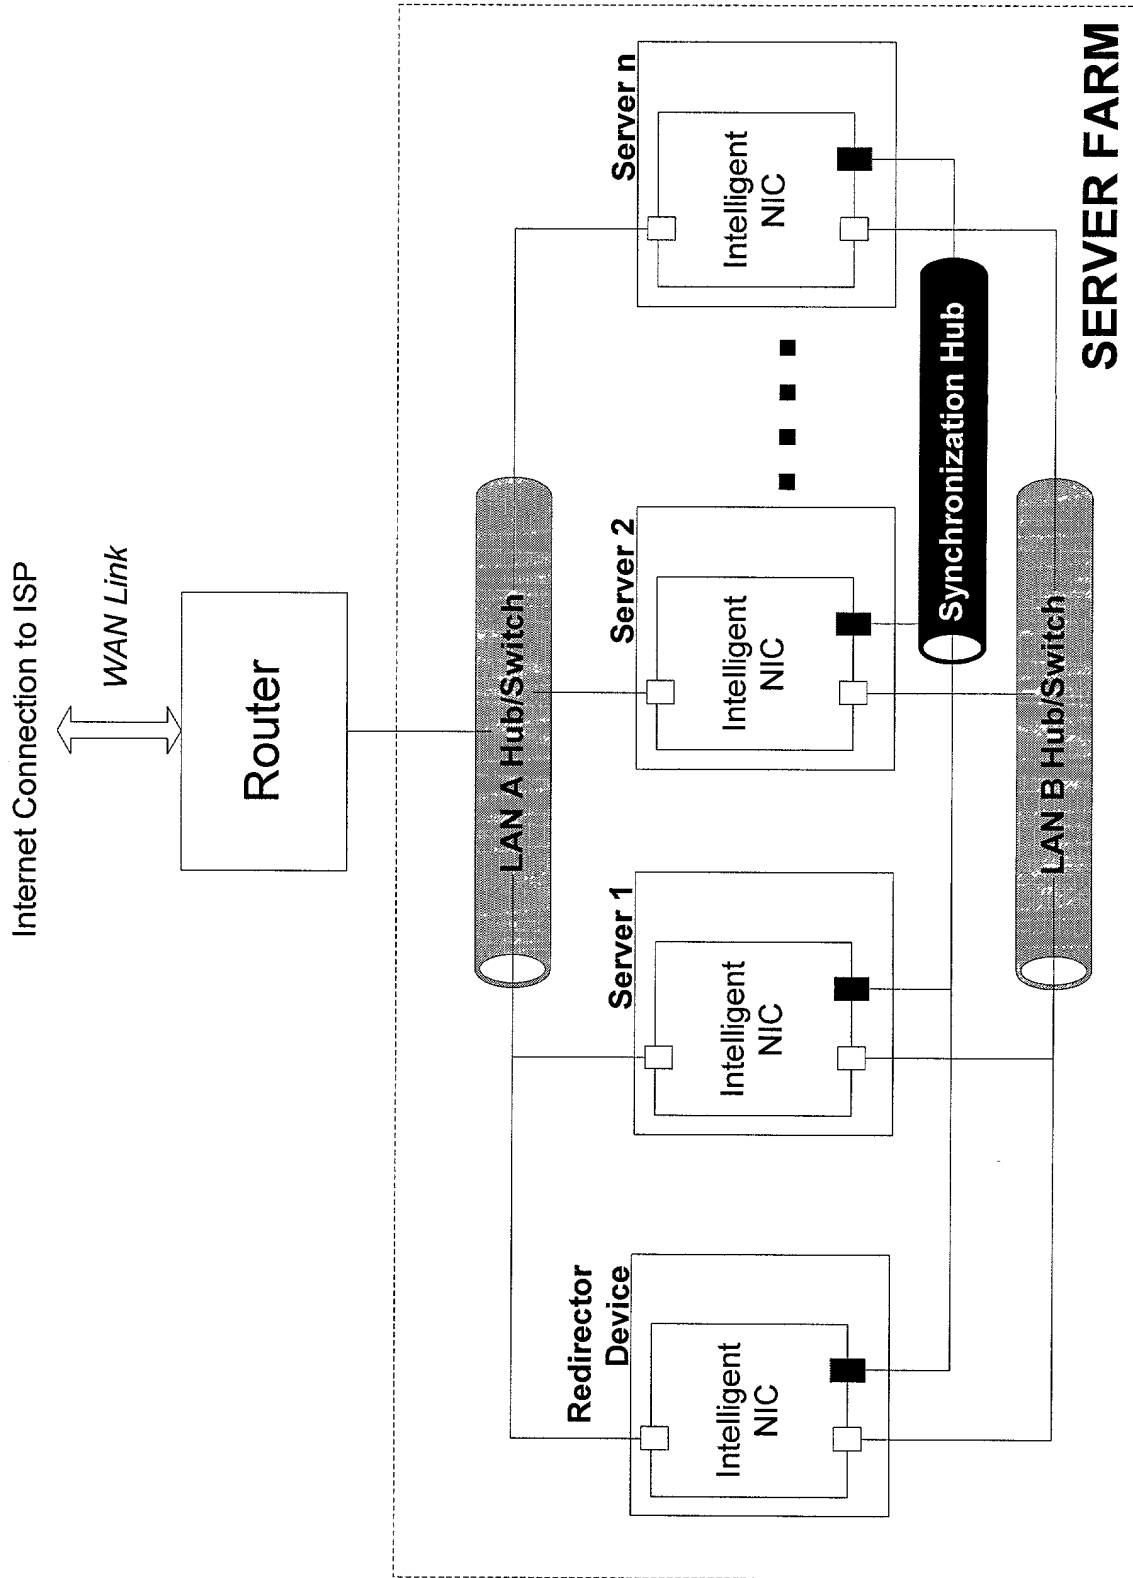 Internet Connection to ISP
WAN Link
Router
LAN A Hub/Switch
Redirector
Device
Intelligent
NIC
Server 1
Intelligent
NIC
Server 2
Intelligent
NIC
Server n
Intelligent
NIC
Synchronization Hub
LAN B Hub/Switch
SERVER FARM